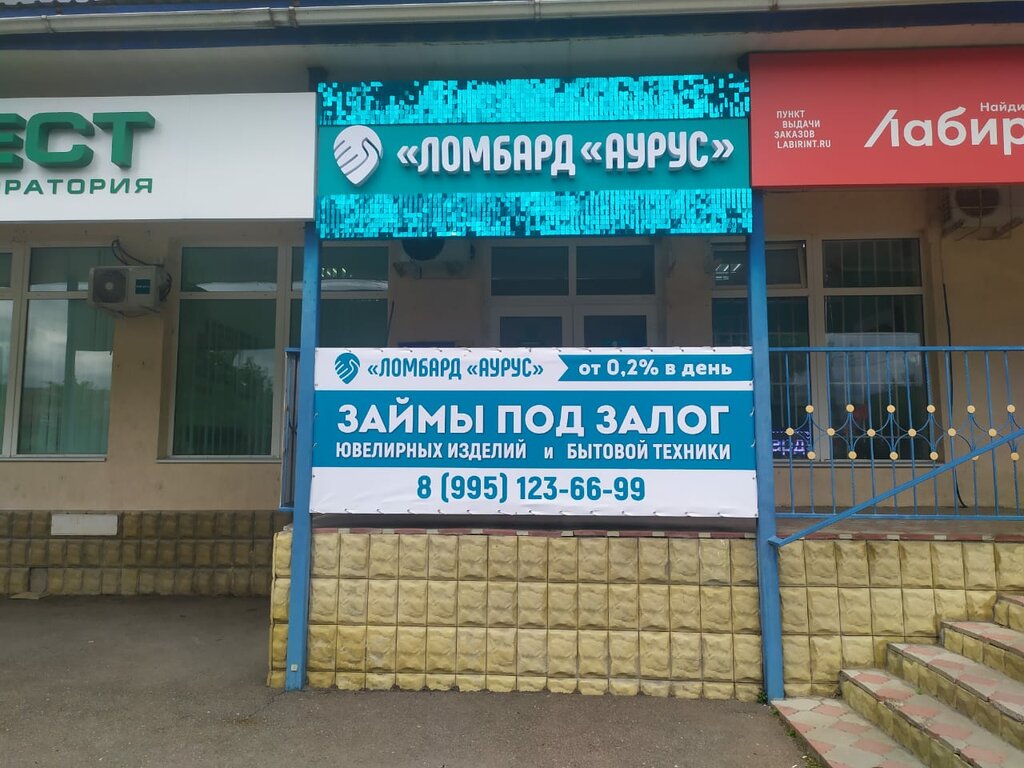 ЕСТ
ОРАТОРИЯ
«ЛОМБАРД «АУРУС»
ПУНКТ
ВЫДАЧИ
ЗАКАЗОВ
LABIRINT.RU
Найди
Лабир
«ЛОМБАРД «АУРУС»
от 0,2% в день
ЗАЙМЫ ПОД ЗАЛОГ
ЮВЕЛИРНЫХ ИЗДЕЛИЙ и БЫТОВОЙ ТЕХНИКИ
8 (995) 123-66-99